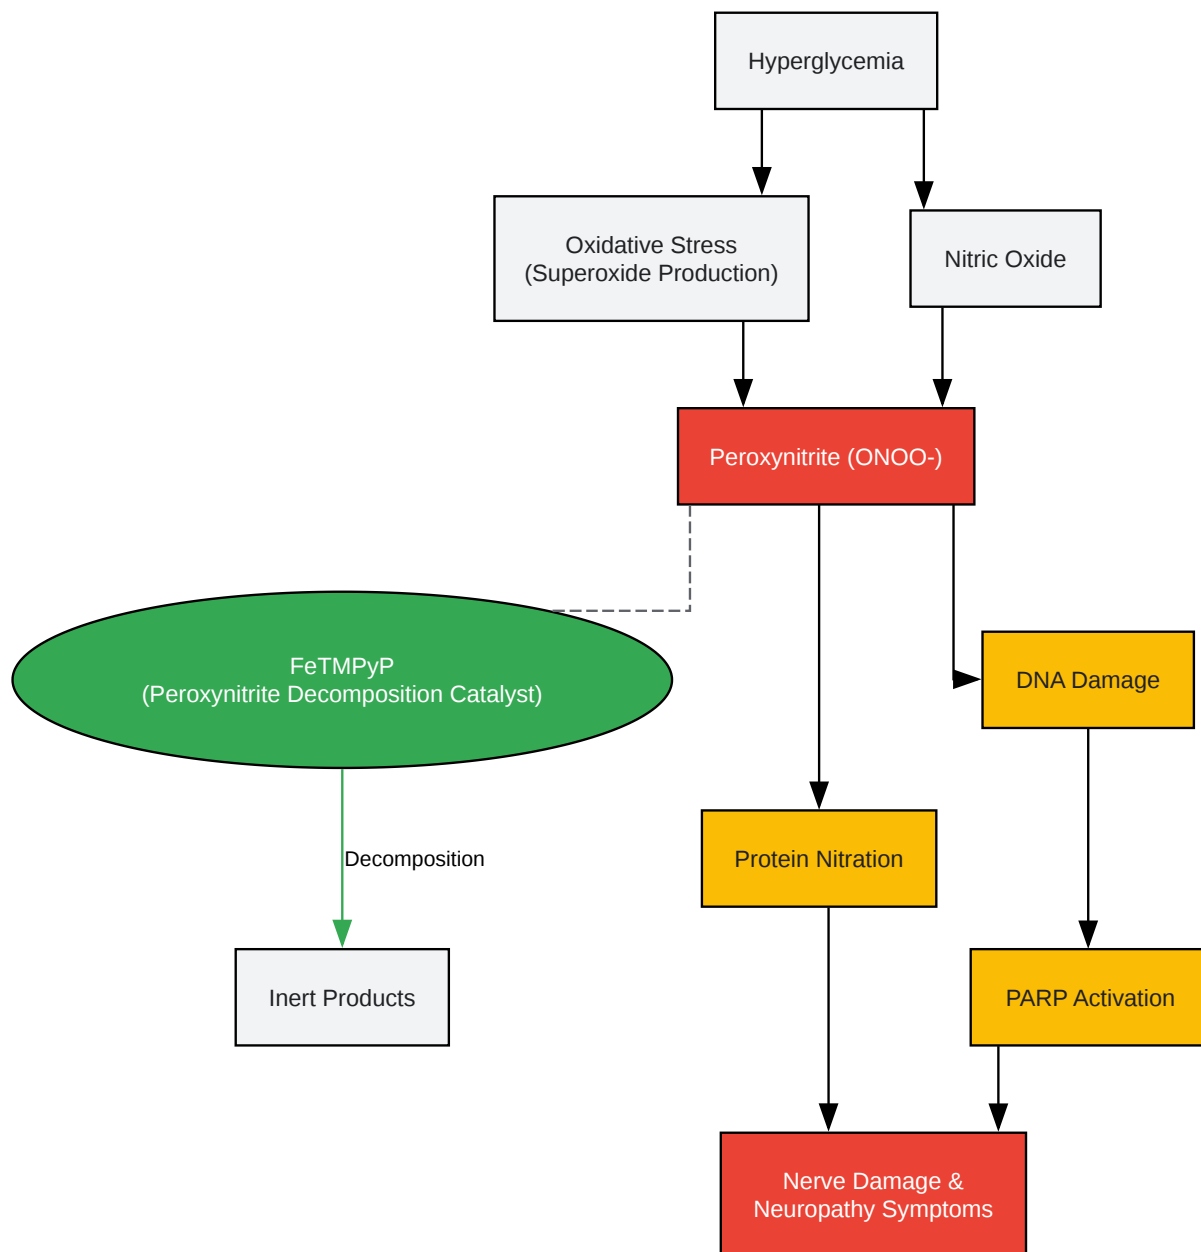 Hyperglycemia
Oxidative Stress
(Superoxide Production)
Nitric Oxide
Peroxynitrite (ONOO-)
FeTMPyP
(Peroxynitrite Decomposition Catalyst)
DNA Damage
Decomposition
Protein Nitration
Inert Products
PARP Activation
Nerve Damage &
Neuropathy Symptoms